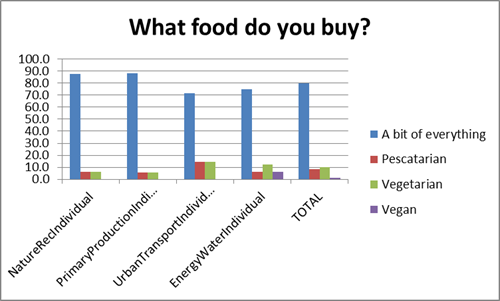 What food do you buy?
100.0
90.0
80.0
70.0
60.0
50.0
40.0
30.0
20.0
10.0
0.0
NatureRecIndividual
PrimaryProductionIndi...
UrbanTransportIndivid...
EnergyWaterIndividual
TOTAL
A bit of everything
Pescatarian
Vegetarian
Vegan